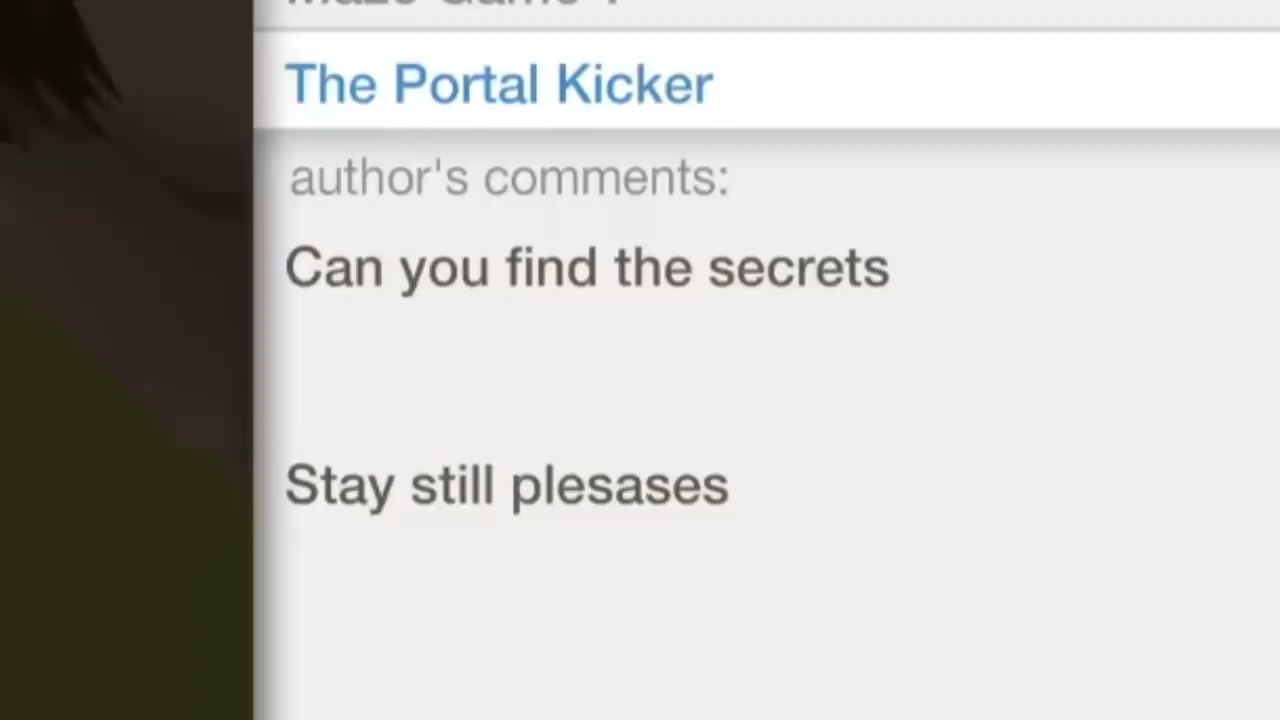 The Portal Kicker
author's comments:
Can you find the secrets
Stay still plesases